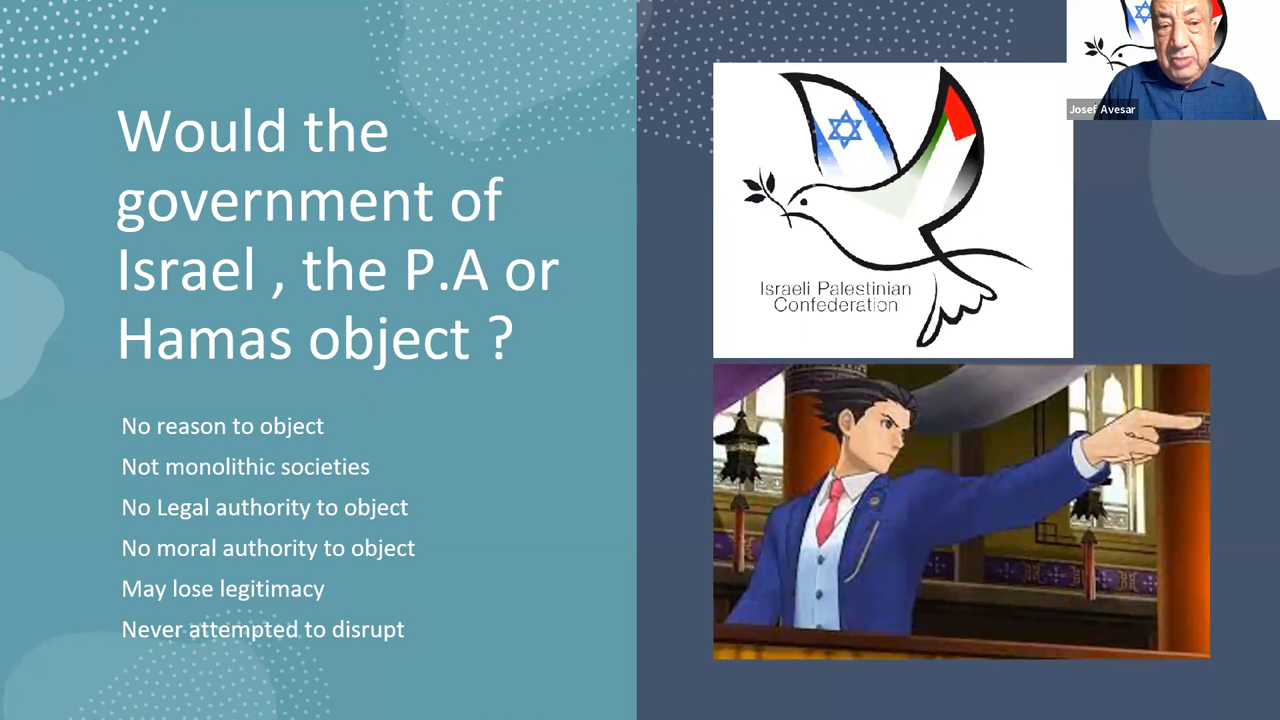 Would the
government of
Israel , the P.A or
Hamas object ?
No reason to object
Not monolithic societies
No Legal authority to object
No moral authority to object
May lose legitimacy
Never attempted to disrupt
Israeli Palestinian
Confederation
Josef Avesar